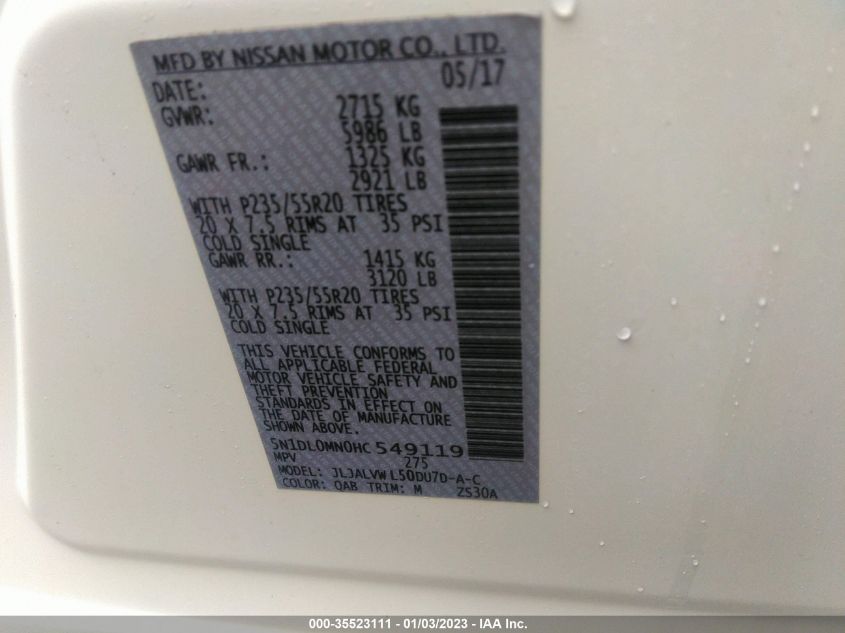 MFD BY NISSAN MOTOR CO., LTD.
DATE: 05/17
GVWR: 2715 KG
5986 LB
GAWR FR.: 1325 KG
2921 LB
WITH P235/55R20 TIRES
20 X 7.5 RIMS AT 35 PSI
COLD SINGLE
GAWR RR.: 1415 KG
3120 LB
WITH P235/55R20 TIRES
20 X 7.5 RIMS AT 35 PSI
COLD SINGLE
THIS VEHICLE CONFORMS TO
ALL APPLICABLE FEDERAL
MOTOR VEHICLE SAFETY AND
THEFT PREVENTION
STANDARDS IN EFFECT ON
THE DATE OF MANUFACTURE
SHOWN ABOVE.
5N1DL0MN0HC 549119
MPV 275
MODEL: JLJALVW L50DU7D-A-C
COLOR: QAB TRIM: M ZS30A
000-35523111 - 01/03/2023 - IAA Inc.